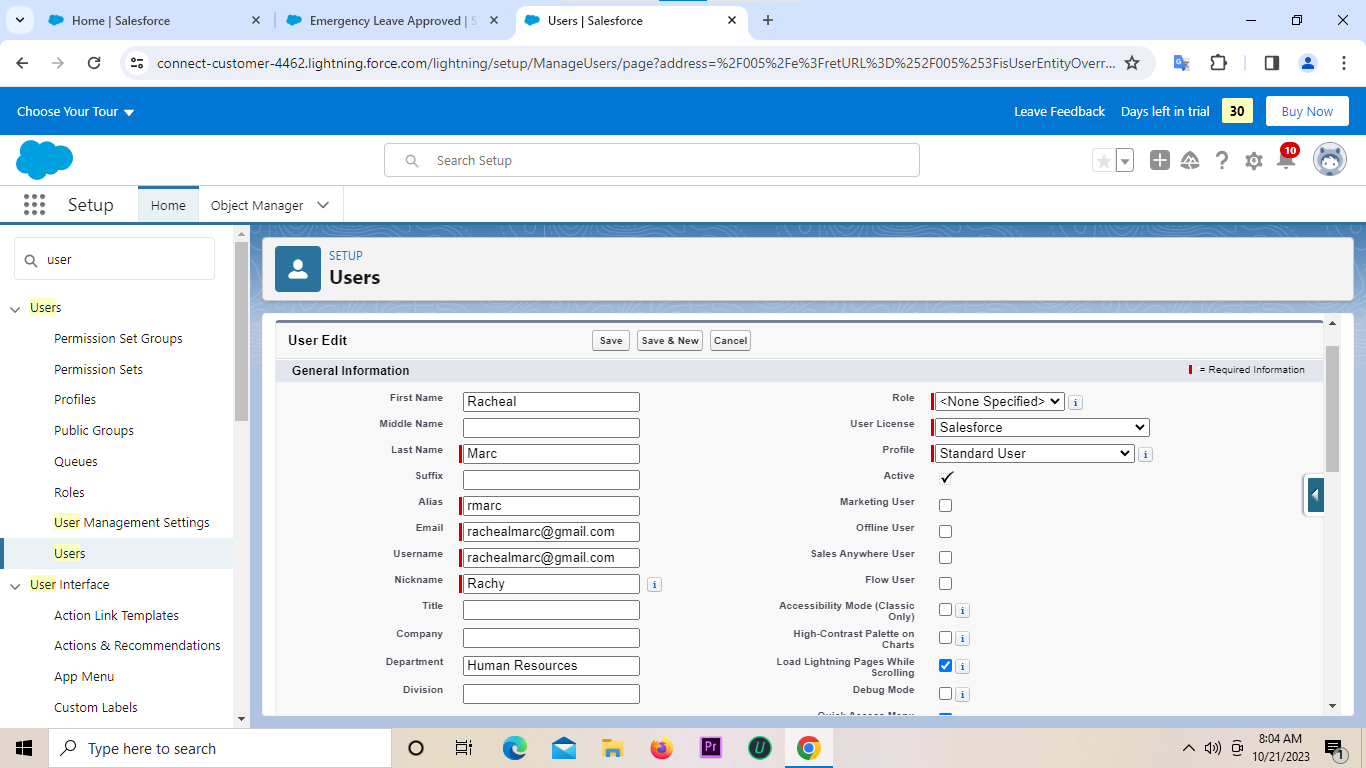 Home | Salesforce
Emergency Leave Approved | S
Users | Salesforce
connect-customer-4462.lightning.force.com/lightning/setup/ManageUsers/page?address=%2F005%2Fe%3FretURL%3D%252F005%253FisUserEntityOverr...
Choose Your Tour
Leave Feedback
Days left in trial
30
Buy Now
Search Setup
10
Setup
Home
Object Manager
user
Users
Permission Set Groups
Permission Sets
Profiles
Public Groups
Queues
Roles
User Management Settings
Users
User Interface
Action Link Templates
Actions & Recommendations
App Menu
Custom Labels
SETUP
Users
User Edit
Save
Save & New
Cancel
General Information
= Required Information
First Name Racheal
Middle Name
Last Name Marc
Suffix
Alias rmarc
Email rachealmarc@gmail.com
Username rachealmarc@gmail.com
Nickname Rachy i
Title
Company
Department Human Resources
Division
Role <None Specified> i
User License Salesforce
Profile Standard User i
Active
Marketing User
Offline User
Sales Anywhere User
Flow User
Accessibility Mode (Classic
Only) i
High-Contrast Palette on
Charts i
Load Lightning Pages While
Scrolling i
Debug Mode i
Quick Access Menu
Type here to search
Pr
U
8:04 AM
10/21/2023
1